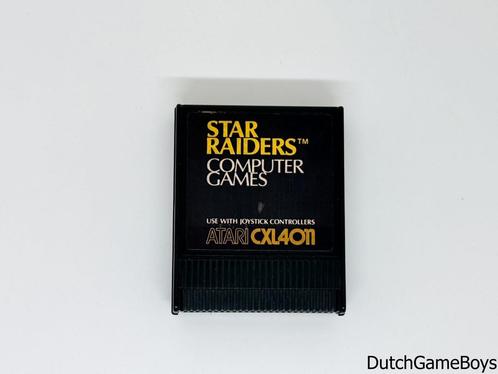 STAR
RAIDERS™
COMPUTER
GAMES
USE WITH JOYSTICK CONTROLLERS
ATARI CXL4011
DutchGameBoys